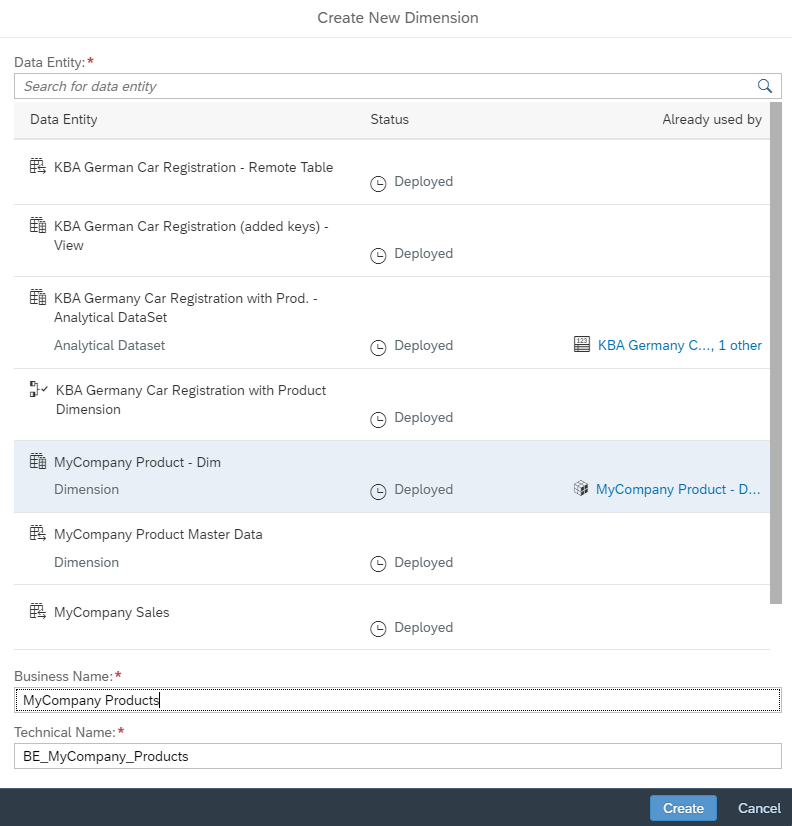 Create New Dimension
Data Entity:*
Search for data entity
Data Entity Status Already used by
KBA German Car Registration - Remote Table
Deployed
KBA German Car Registration (added keys) -
View
Deployed
KBA Germany Car Registration with Prod. -
Analytical DataSet
Analytical Dataset Deployed 123 KBA Germany C..., 1 other
KBA Germany Car Registration with Product
Dimension
Deployed
MyCompany Product - Dim
Dimension Deployed MyCompany Product - D...
MyCompany Product Master Data
Dimension Deployed
MyCompany Sales
Deployed
Business Name:*
MyCompany Products
Technical Name:*
BE_MyCompany_Products
Create Cancel